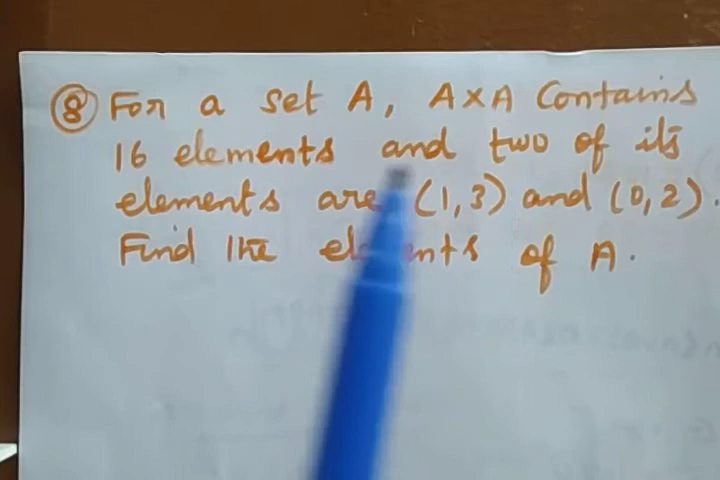 ⑧ For a set A, A×A Contains
16 elements and two of its
elements are (1,3) and (0,2).
Find the of A.